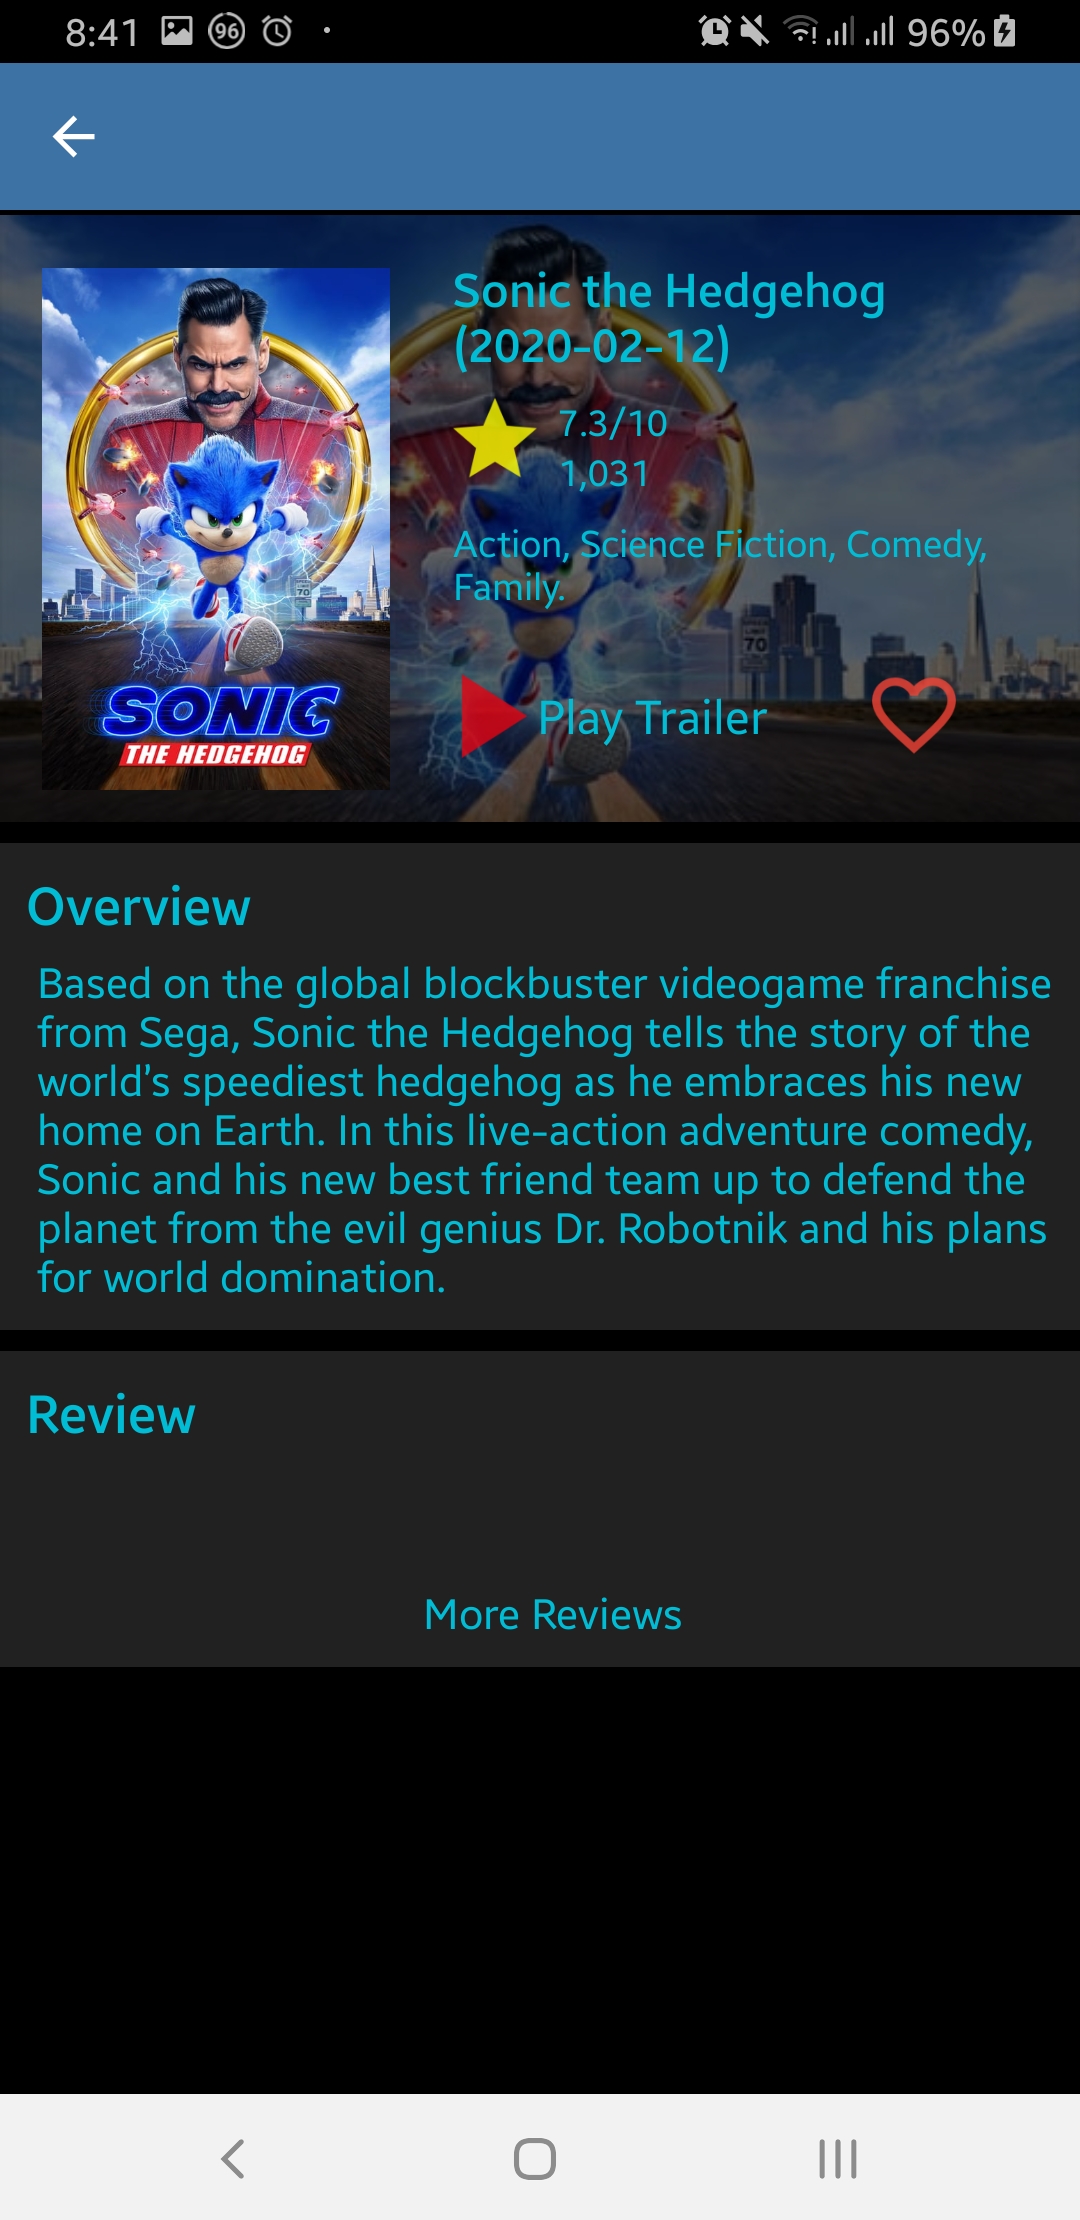 8:41 96 96%
Sonic the Hedgehog
(2020-02-12)
7.3/10
1,031
Action, Science Fiction, Comedy,
Family.
SPEED
LIMIT
70
SONIC
THE HEDGEHOG
Play Trailer
Overview
Based on the global blockbuster videogame franchise
from Sega, Sonic the Hedgehog tells the story of the
world's speediest hedgehog as he embraces his new
home on Earth. In this live-action adventure comedy,
Sonic and his new best friend team up to defend the
planet from the evil genius Dr. Robotnik and his plans
for world domination.
Review
More Reviews